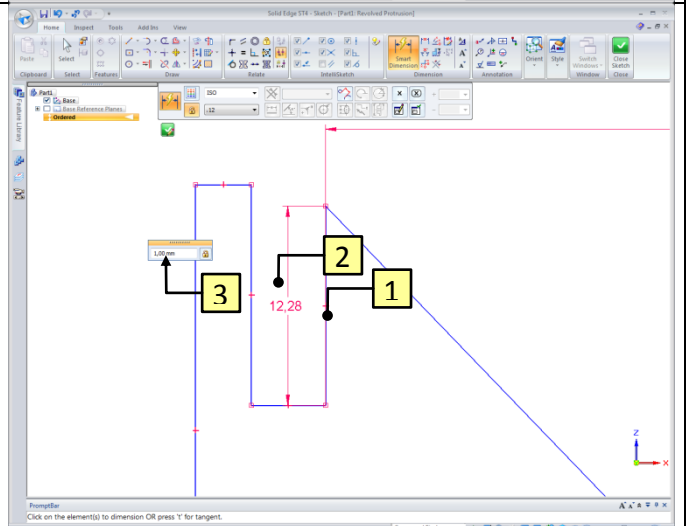 Solid Edge ST4 - Sketch - [Part1: Revolved Protrusion]
Home Inspect Tools Add Ins View
Paste Select Smart Dimension Orient Style Switch Windows Close Sketch
Clipboard Select Features Draw Relate IntelliSketch Dimension Annotation Window Close
Feature Library
Part1
Base
Base Reference Planes
Ordered
ISO
.12
1,00 mm
3
2
1
12,28
Z
X
PromptBar
Click on the element(s) to dimension OR press 't' for tangent.